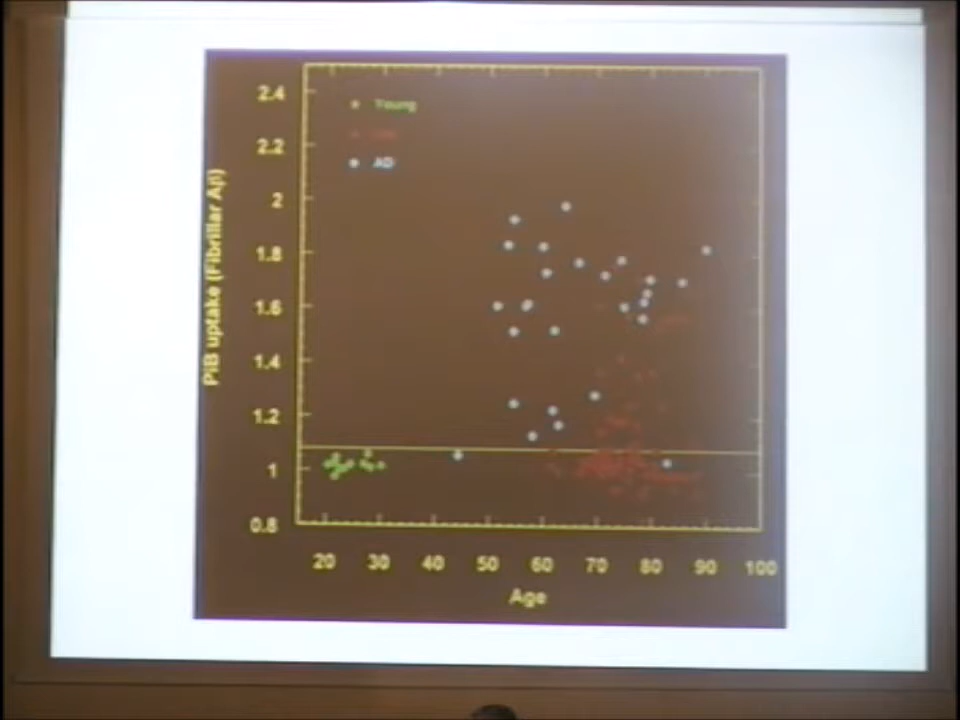 2.4
2.2
2
1.8
1.6
1.4
1.2
1
0.8
PIB uptake (Fibrillar Aβ)
Young
AD
20 30 40 50 60 70 80 90 100
Age